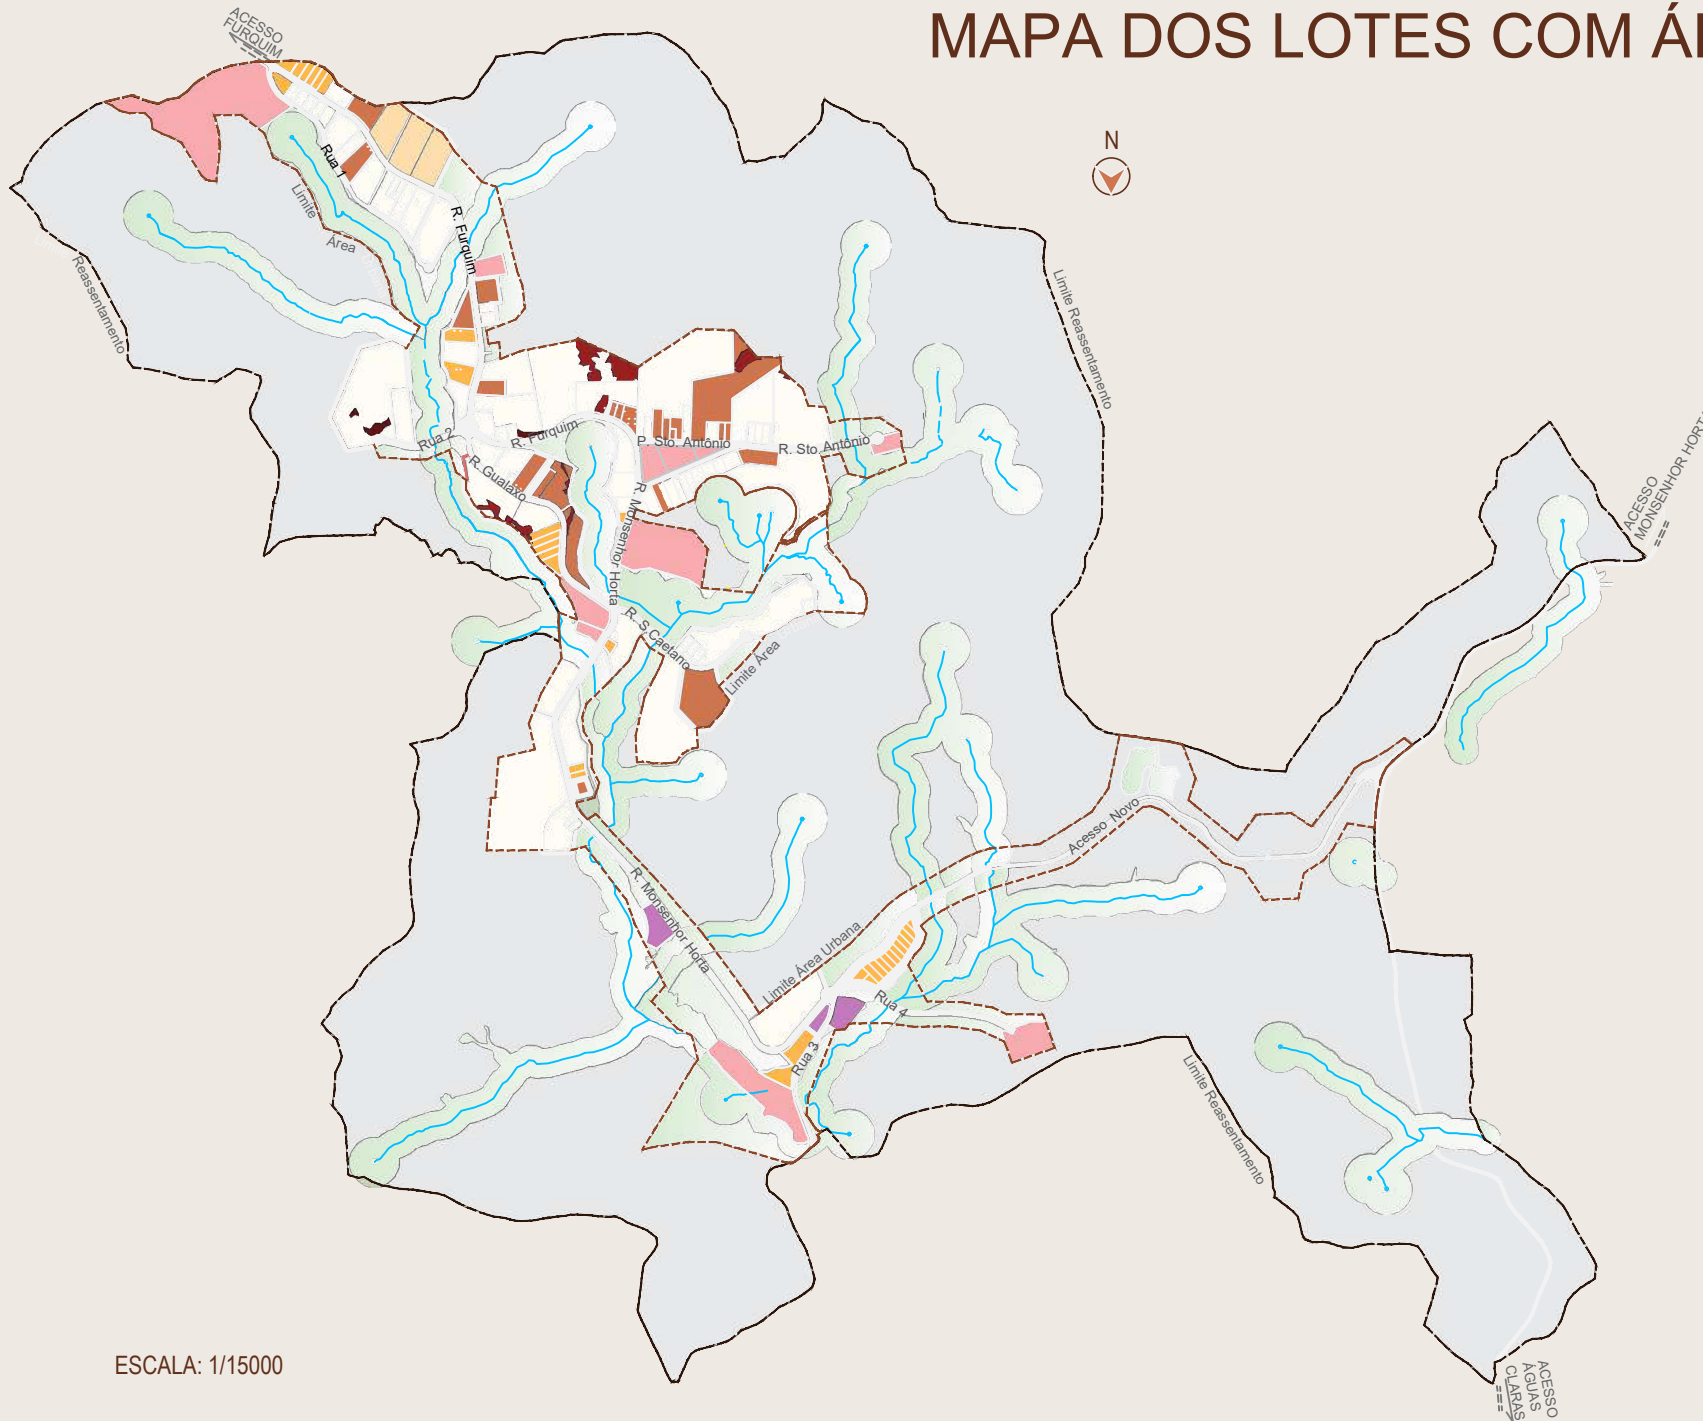 MAPA DOS LOTES COM ÁR
ACESSO
FURQUIM
N
Rua 1
Limite
Área
R. Furquim
Reassentamento
Limite Reassentamento
Rua 2
R. Furquim
P. Sto. Antônio
R. Sto. Antônio
R. Gualaxo
R. Monsenhor Horta
ACESSO
MONSENHOR HORTA
R. S.Caetano
Limite Área
Acesso Novo
R. Monsenhor Horta
Limite Área Urbana
Rua 4
Rua 3
Limite Reassentamento
ESCALA: 1/15000
ACESSO
ÁGUAS
CLARAS